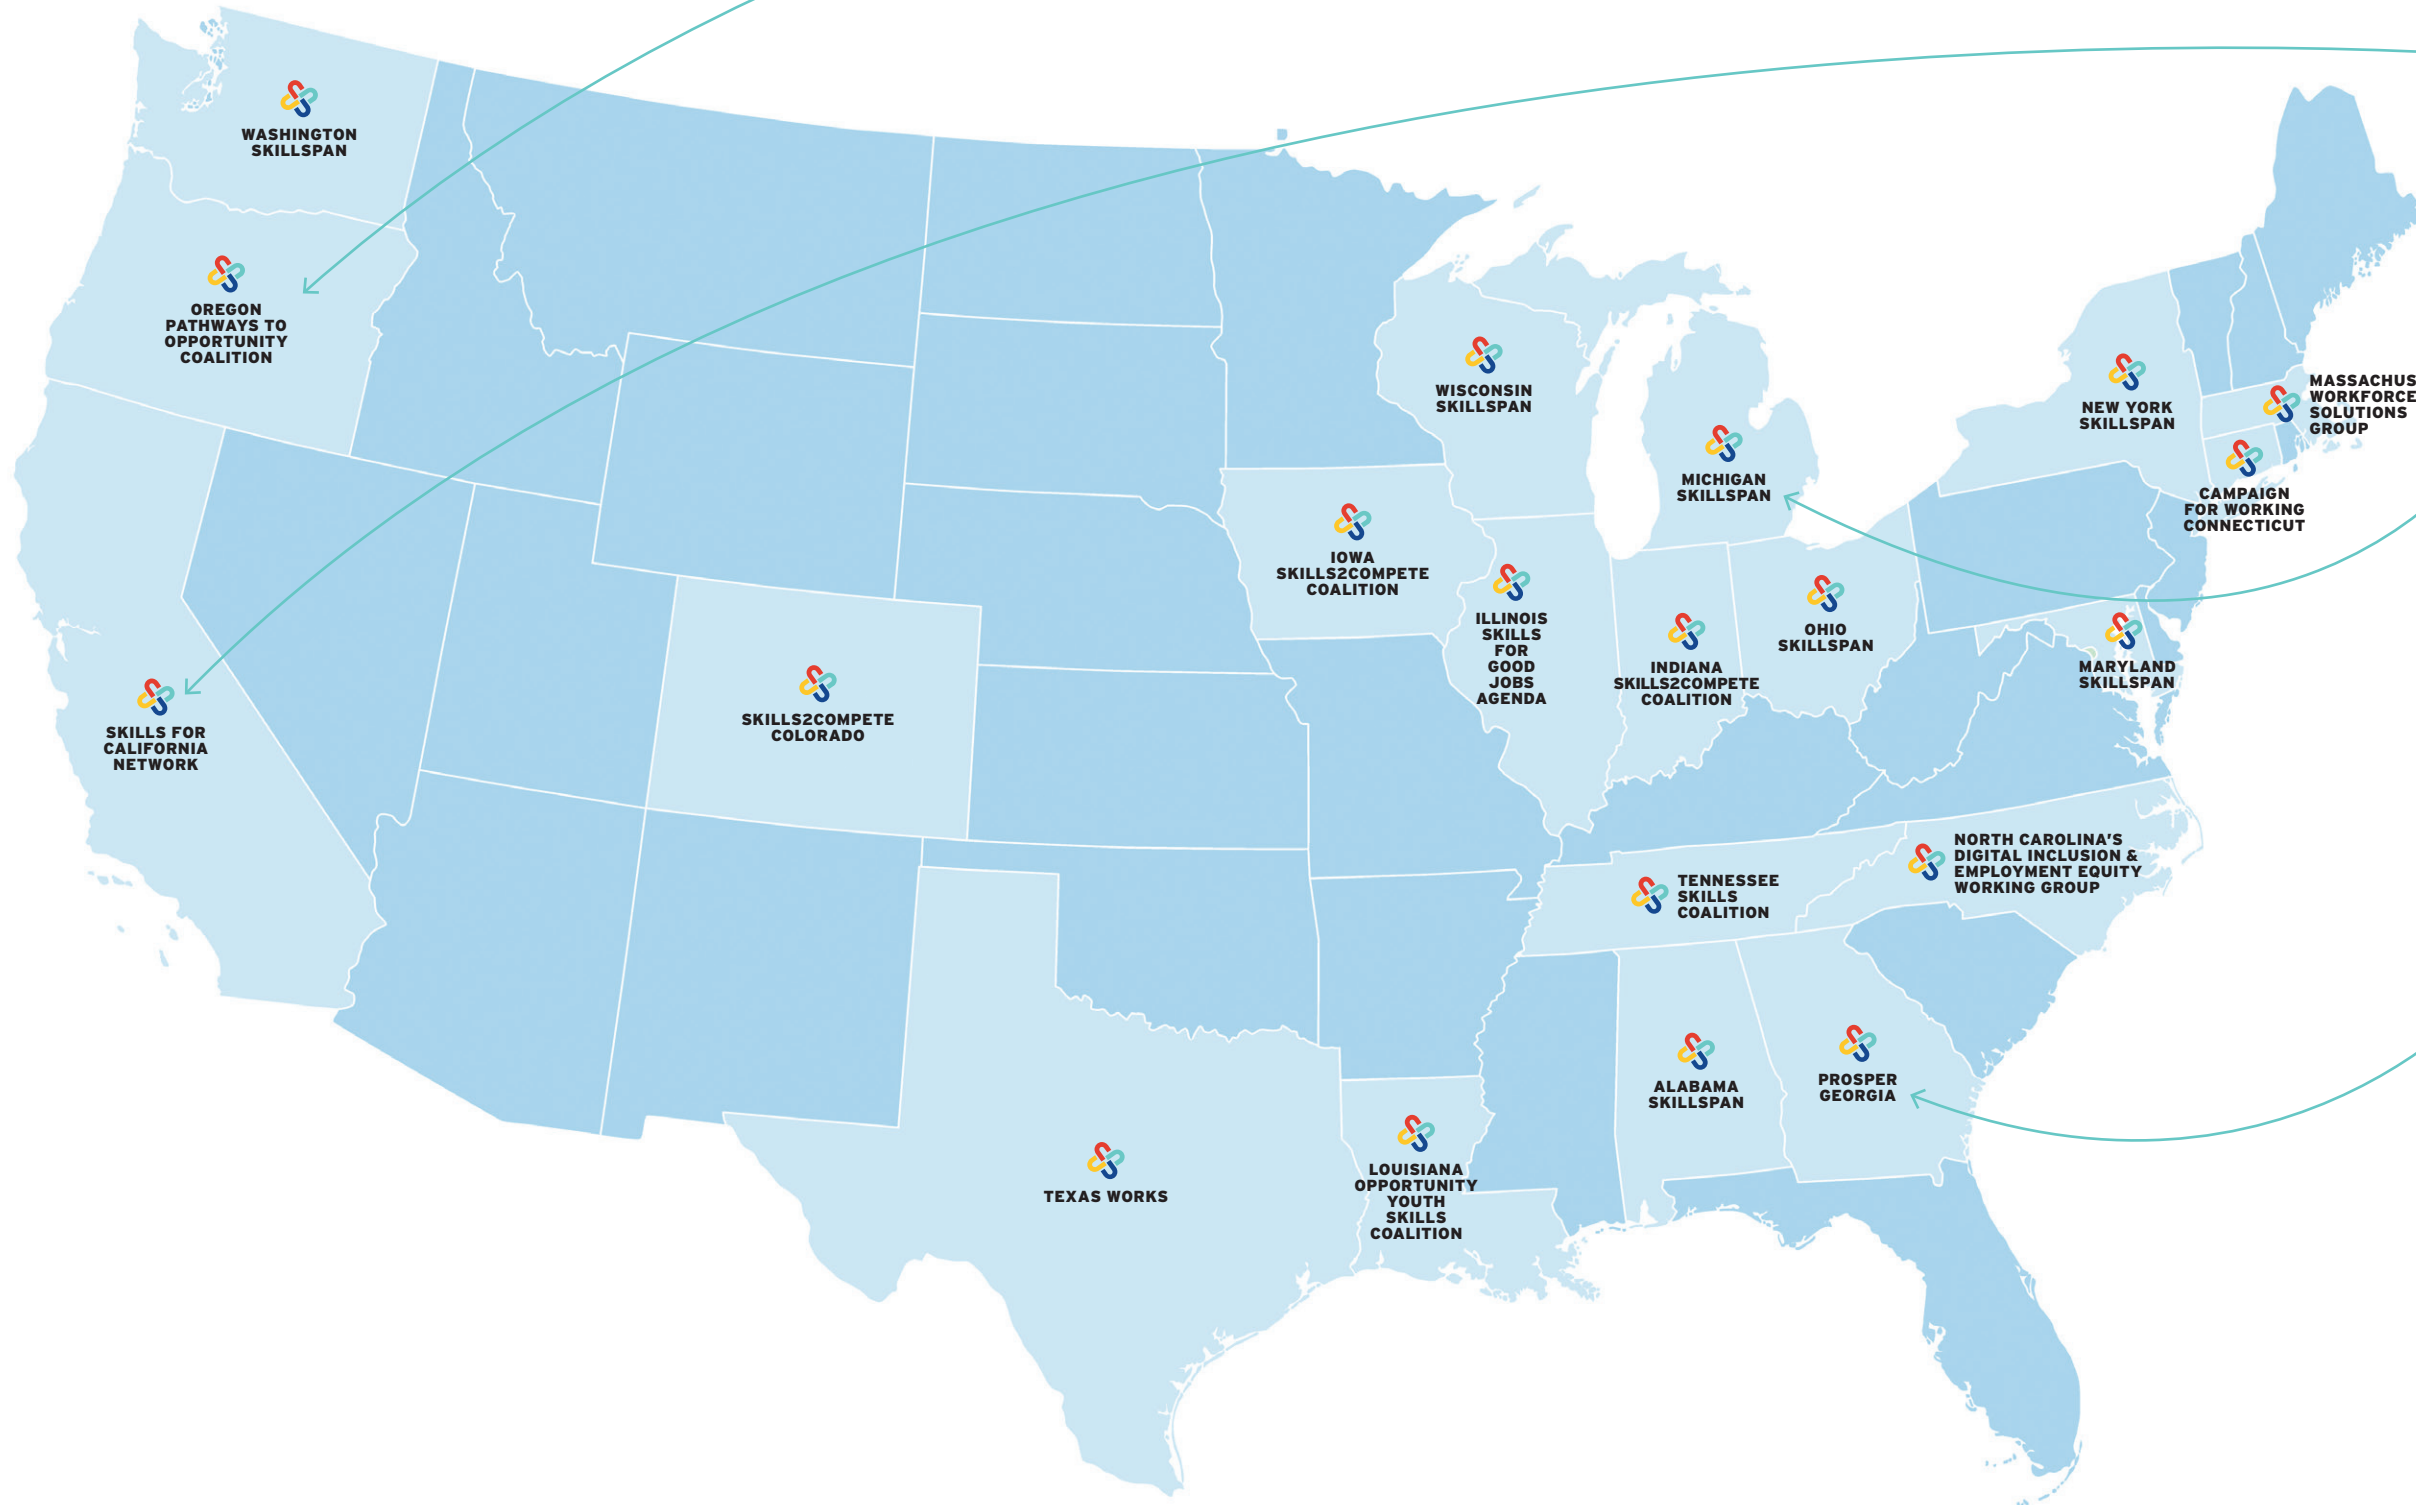 WASHINGTON
SKILLSPAN
OREGON
PATHWAYS TO
OPPORTUNITY
COALITION
SKILLS FOR
CALIFORNIA
NETWORK
SKILLS2COMPETE
COLORADO
TEXAS WORKS
WISCONSIN
SKILLSPAN
IOWA
SKILLS2COMPETE
COALITION
ILLINOIS
SKILLS
FOR
GOOD
JOBS
AGENDA
MICHIGAN
SKILLSPAN
INDIANA
SKILLS2COMPETE
COALITION
OHIO
SKILLSPAN
NEW YORK
SKILLSPAN
MASSACHUS
WORKFORCE
SOLUTIONS
GROUP
CAMPAIGN
FOR WORKING
CONNECTICUT
MARYLAND
SKILLSPAN
NORTH CAROLINA'S
DIGITAL INCLUSION &
EMPLOYMENT EQUITY
WORKING GROUP
TENNESSEE
SKILLS
COALITION
ALABAMA
SKILLSPAN
PROSPER
GEORGIA
LOUISIANA
OPPORTUNITY
YOUTH
SKILLS
COALITION